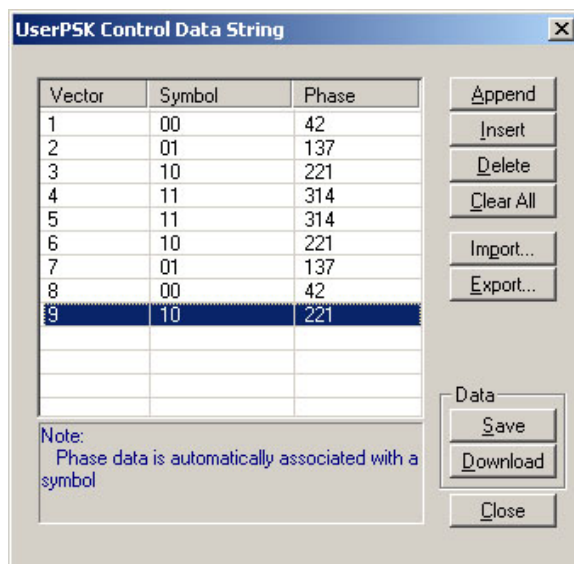 UserPSK Control Data String
Vector Symbol Phase
1 00 42
2 01 137
3 10 221
4 11 314
5 11 314
6 10 221
7 01 137
8 00 42
9 10 221
Note:
Phase data is automatically associated with a
symbol
Append
Insert
Delete
Clear All
Import...
Export...
Data
Save
Download
Close